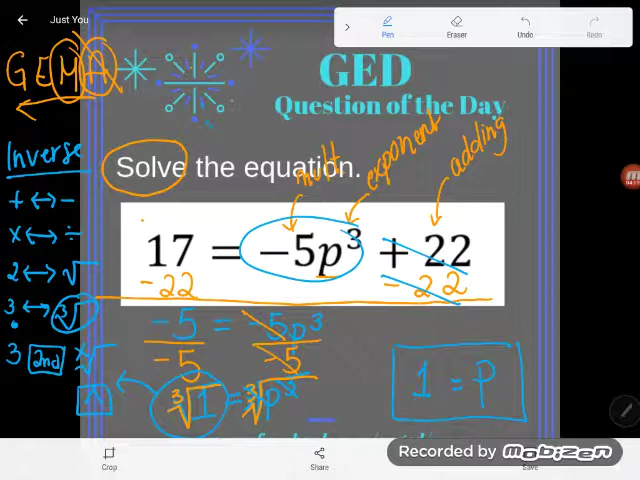 Just You
Pen
Eraser
Undo
Redo
GEMA
GED
Question of the Day
Inverse
Solve the equation.
mult
exponent
adding
+ ↔ −
× ↔ ÷
2 ↔ √
3 ↔ ∛
3 2nd ˣ√
^
17 = −5p³ + 22
−22 − 22
−5 = −5p³
−5 −5
∛1 = ∛p³
1 = P
04:11
Crop
Share
Save
Recorded by
mobizen